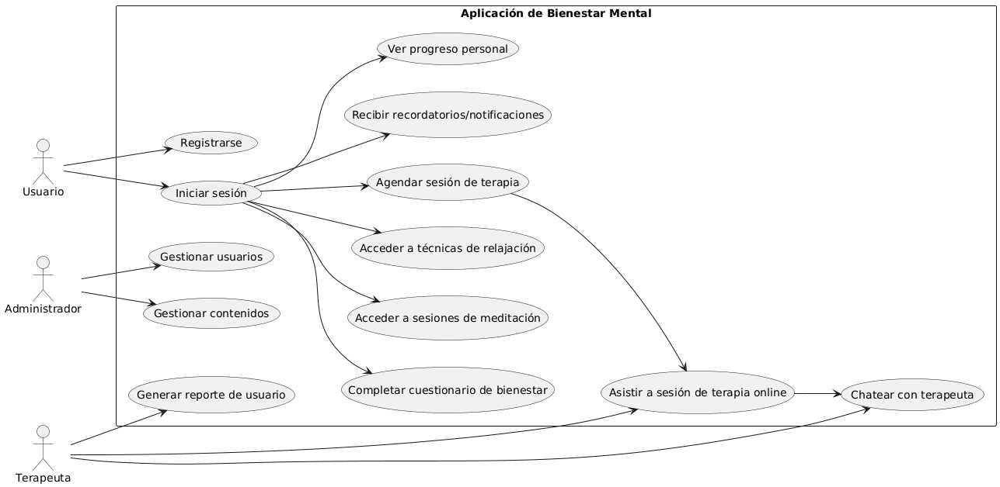 Aplicación de Bienestar Mental
Ver progreso personal
Recibir recordatorios/notificaciones
Registrarse
Agendar sesión de terapia
Usuario
Iniciar sesión
Acceder a técnicas de relajación
Gestionar usuarios
Administrador
Gestionar contenidos
Acceder a sesiones de meditación
Completar cuestionario de bienestar
Generar reporte de usuario
Asistir a sesión de terapia online
Chatear con terapeuta
Terapeuta